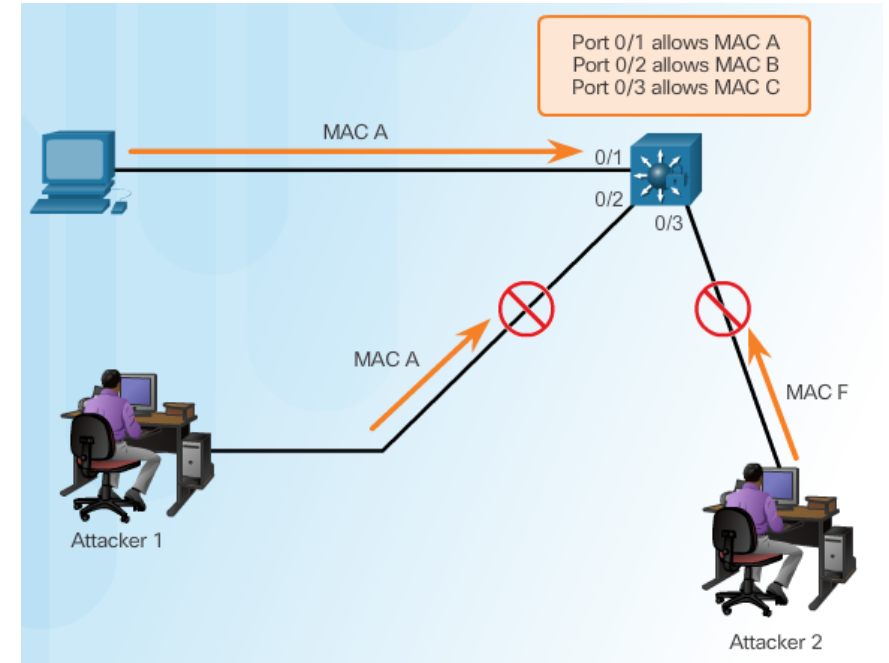 Port 0/1 allows MAC A
Port 0/2 allows MAC B
Port 0/3 allows MAC C
MAC A
0/1
0/2
0/3
MAC A
MAC F
Attacker 1
Attacker 2